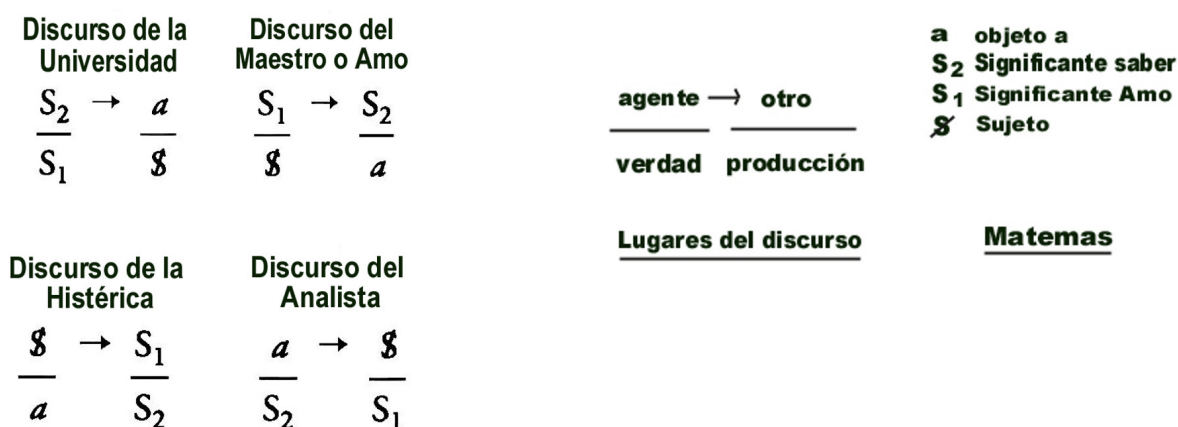 Discurso de la
Universidad
S₂ → a
S₁ $
Discurso del
Maestro o Amo
S₁ → S₂
$ a
agente → otro
verdad producción
Lugares del discurso
a objeto a
S₂ Significante saber
S₁ Significante Amo
$ Sujeto
Matemas
Discurso de la
Histérica
$ → S₁
a S₂
Discurso del
Analista
a → $
S₂ S₁